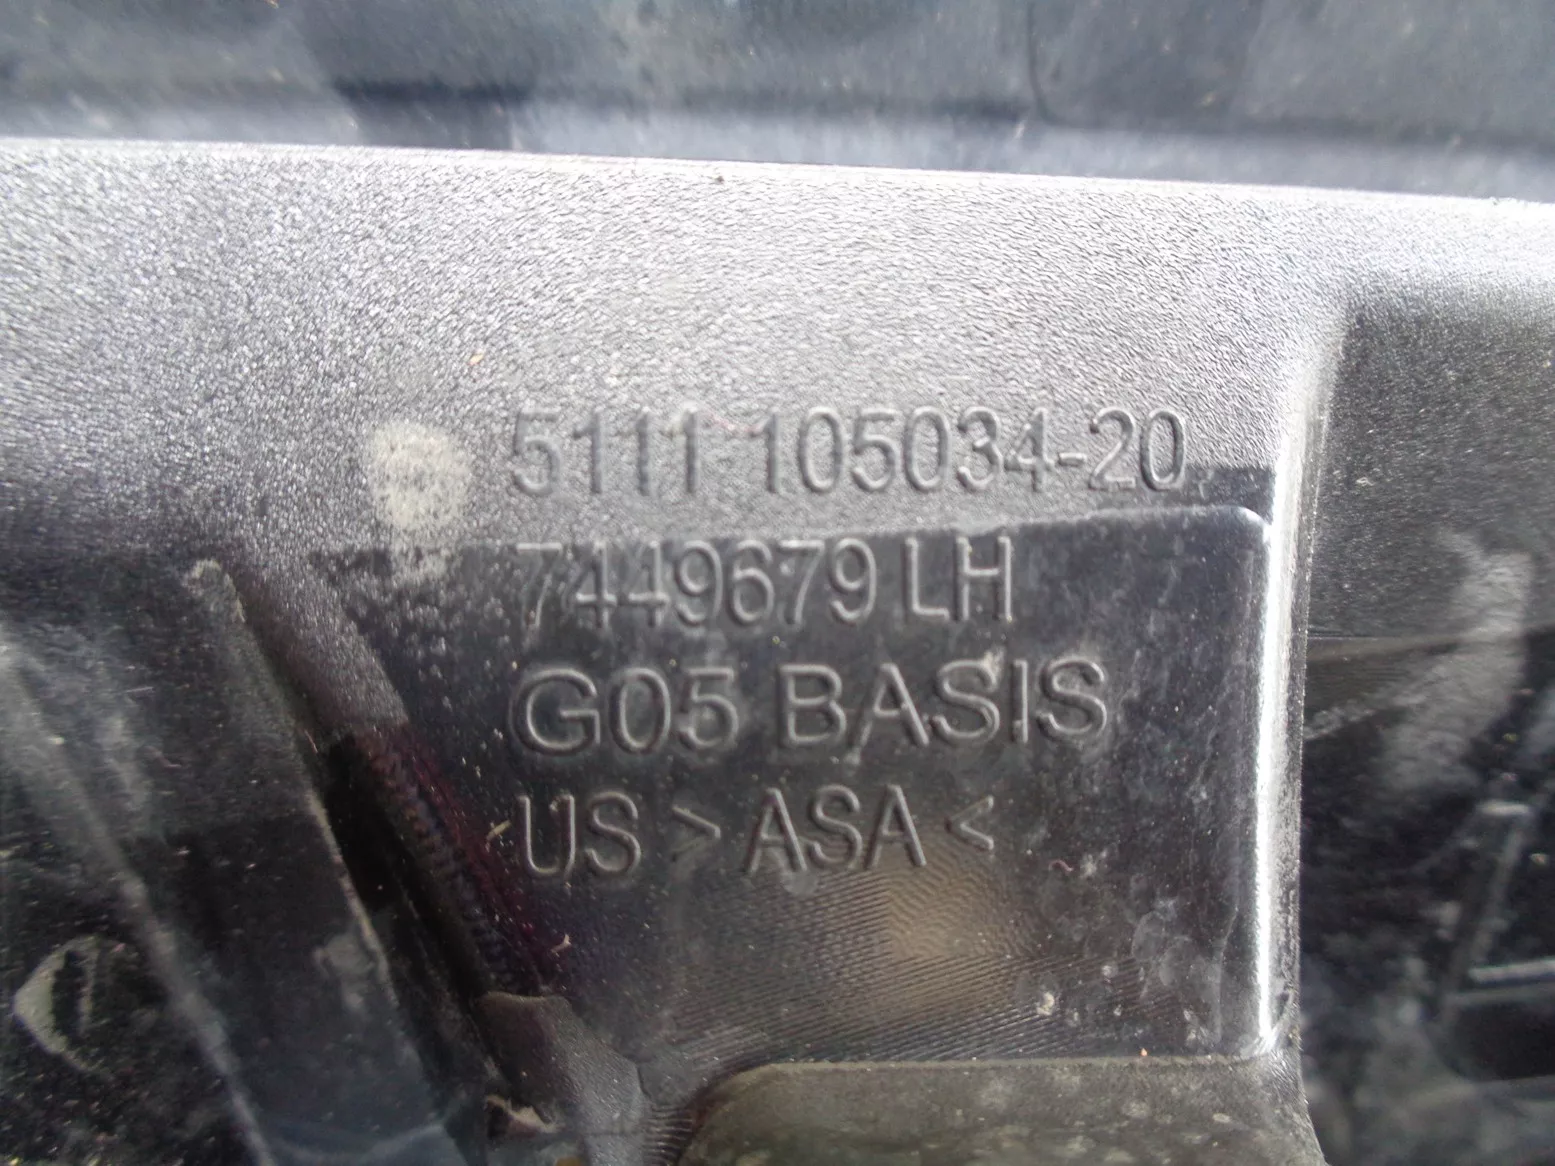 5111 105034-20
7449679 LH
G05 BASIS
US >ASA<